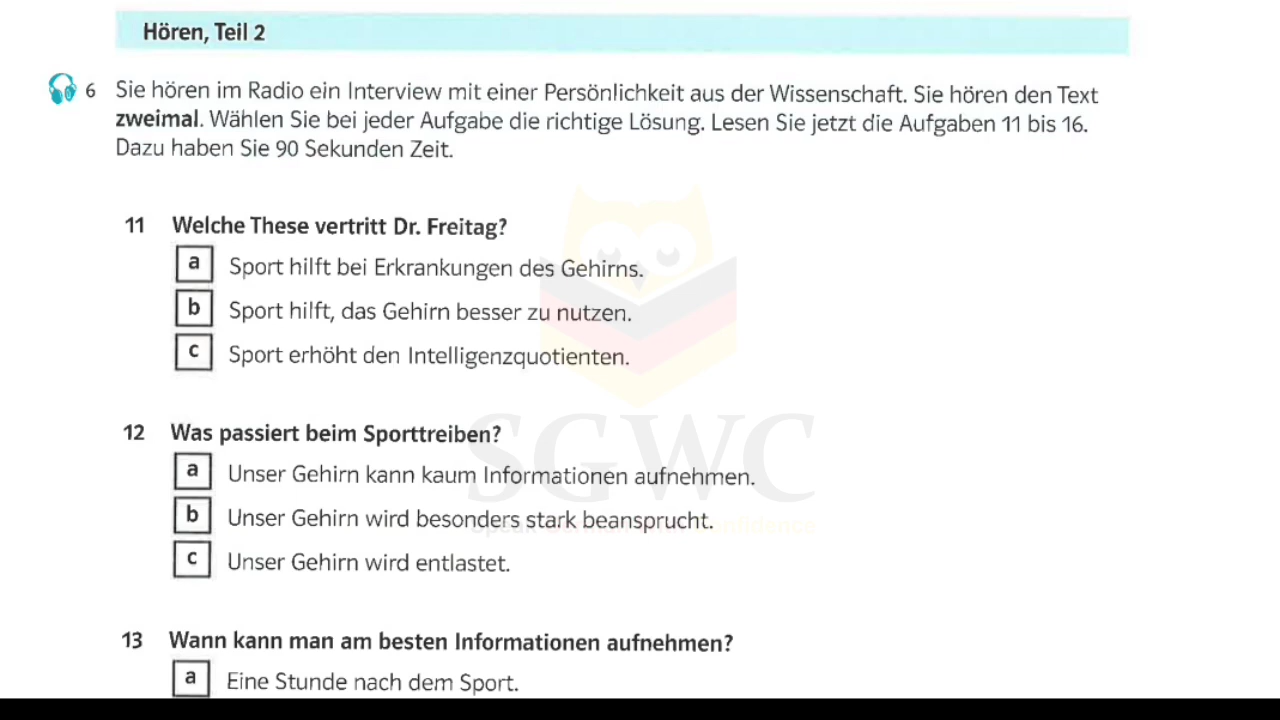 Hören, Teil 2
6 Sie hören im Radio ein Interview mit einer Persönlichkeit aus der Wissenschaft. Sie hören den Text
zweimal. Wählen Sie bei jeder Aufgabe die richtige Lösung. Lesen Sie jetzt die Aufgaben 11 bis 16.
Dazu haben Sie 90 Sekunden Zeit.
11 Welche These vertritt Dr. Freitag?
a Sport hilft bei Erkrankungen des Gehirns.
b Sport hilft, das Gehirn besser zu nutzen.
c Sport erhöht den Intelligenzquotienten.
SGWC
12 Was passiert beim Sporttreiben?
a Unser Gehirn kann kaum Informationen aufnehmen.
b Unser Gehirn wird besonders stark beansprucht.
c Unser Gehirn wird entlastet.
13 Wann kann man am besten Informationen aufnehmen?
a Eine Stunde nach dem Sport.